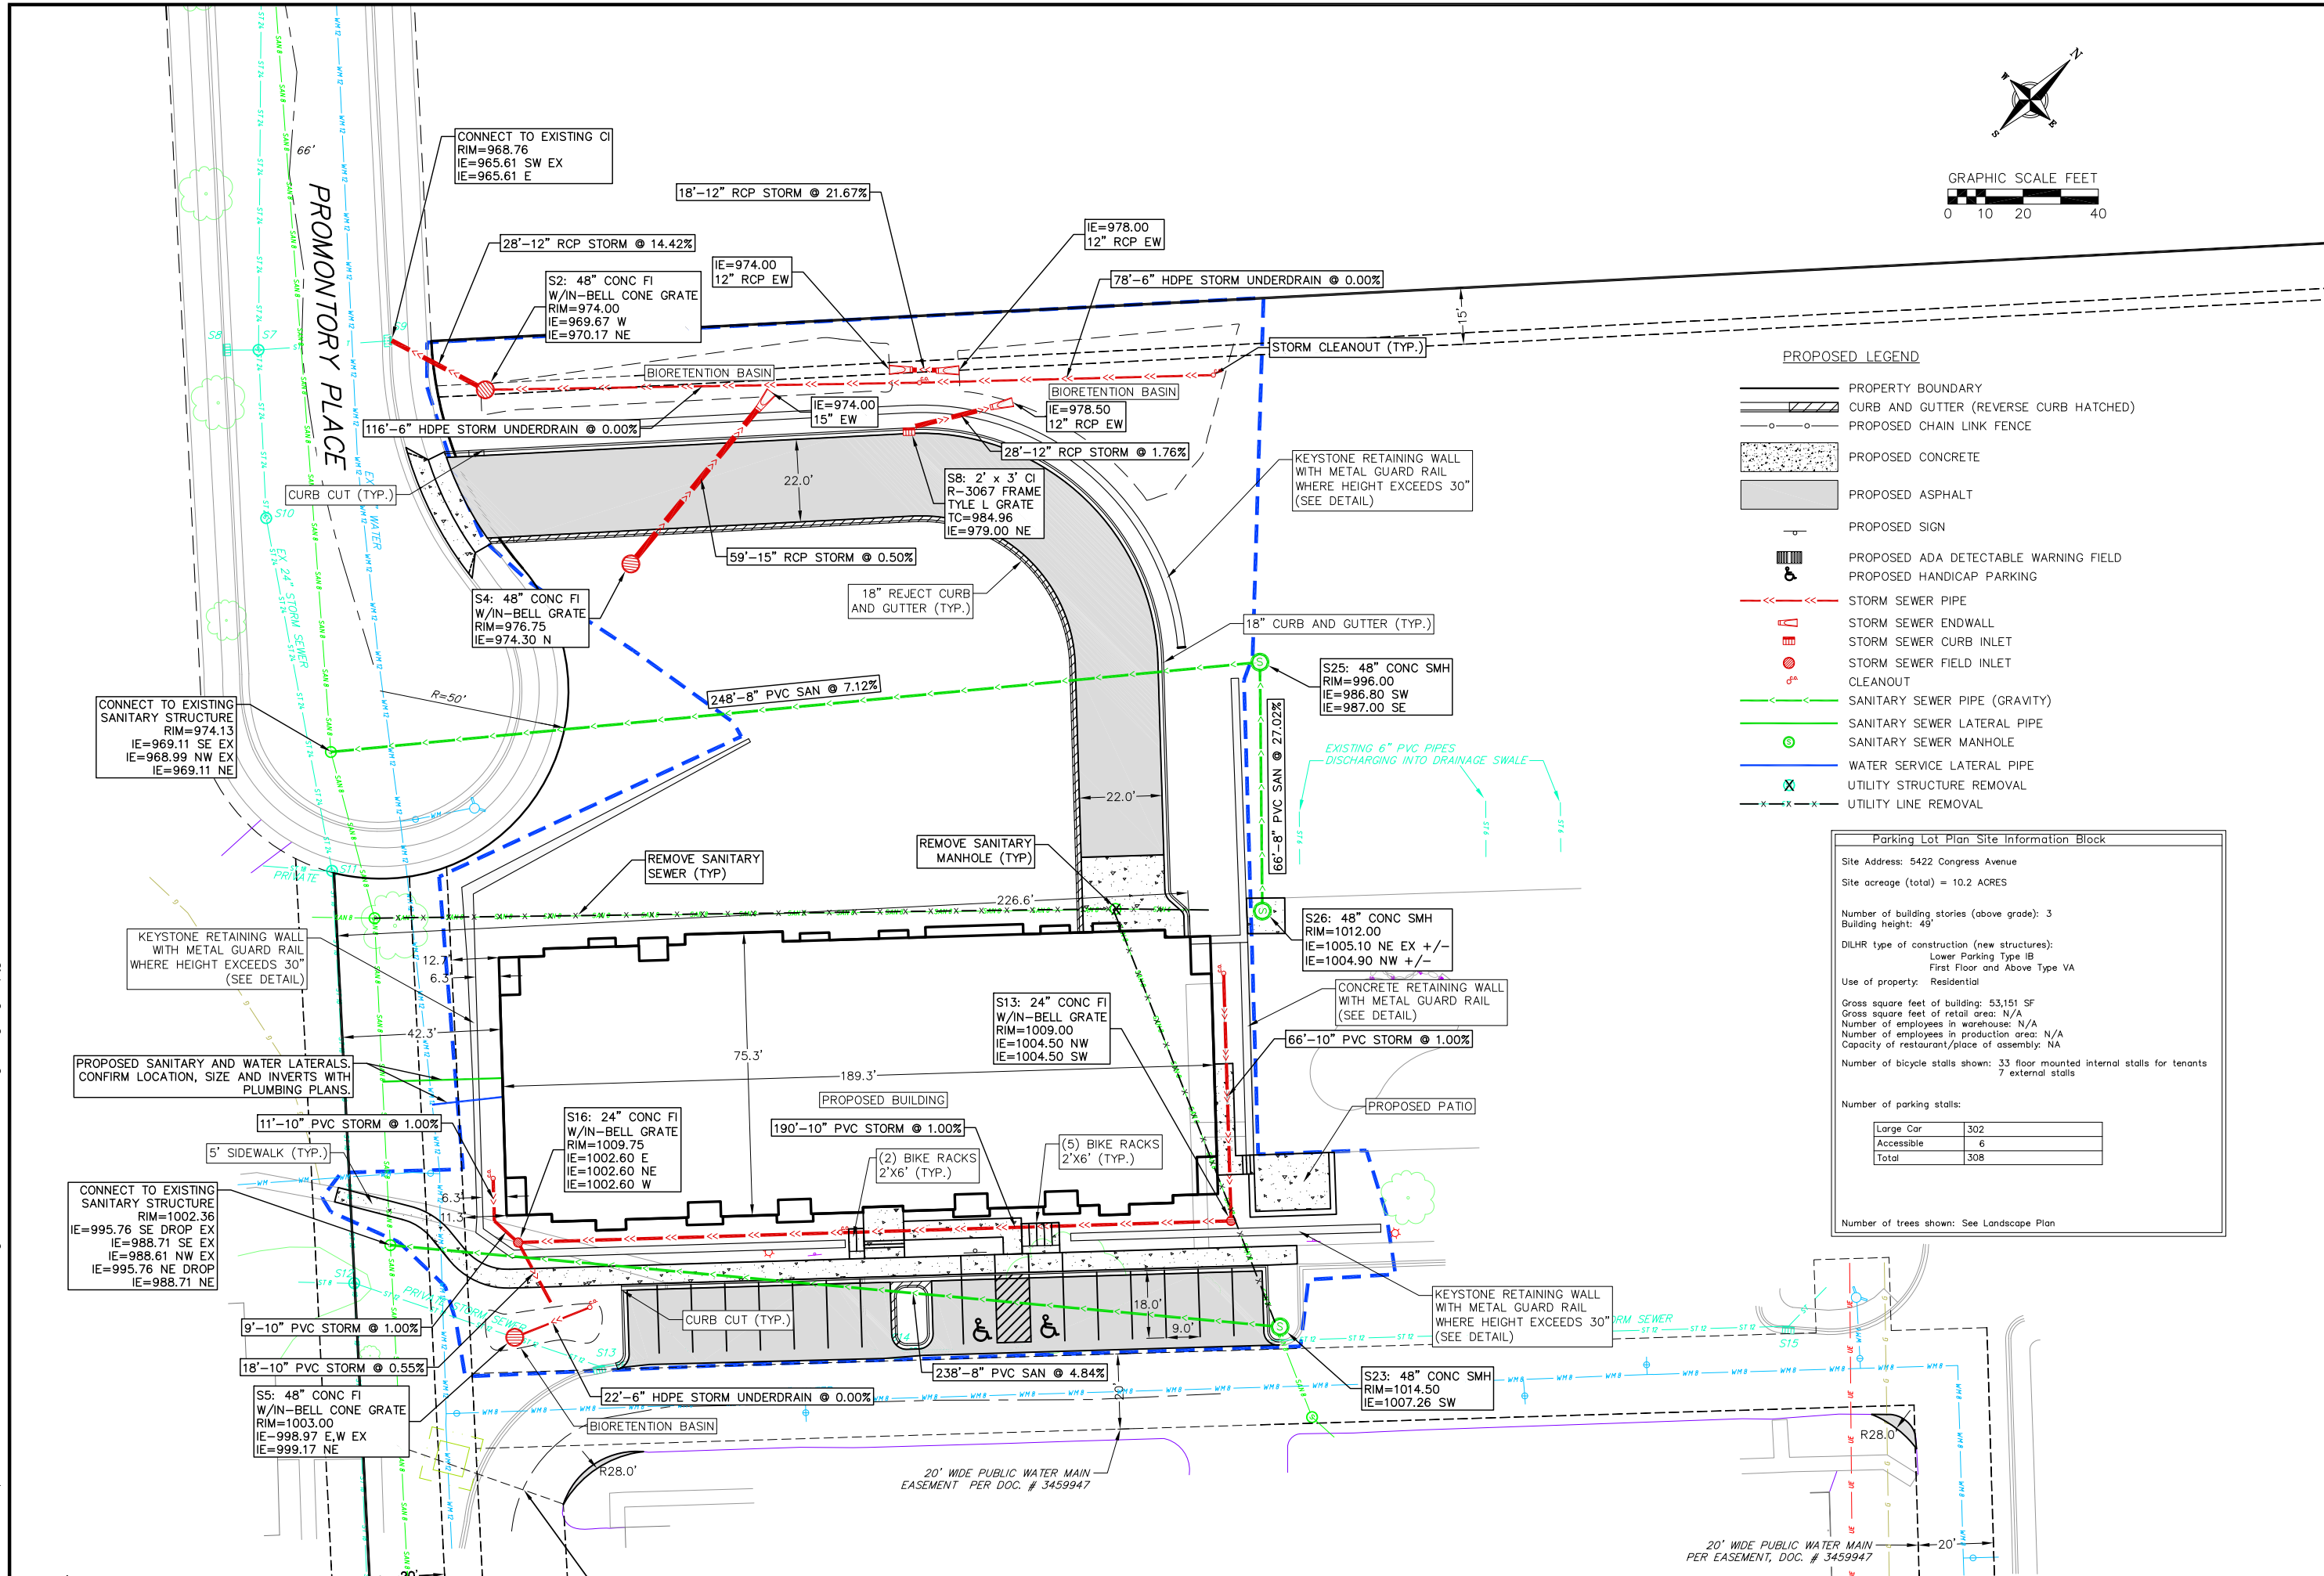 CONNECT TO EXISTING CI
RIM=968.76
IE=965.61 SW EX
IE=965.61 E
66'
PROMONTORY PLACE
18'-12" RCP STORM @ 21.67%
28'-12" RCP STORM @ 14.42%
S2: 48" CONC FI
W/IN-BELL CONE GRATE
RIM=974.00
IE=969.67 W
IE=970.17 NE
IE=974.00
12" RCP EW
IE=978.00
12" RCP EW
78'-6" HDPE STORM UNDERDRAIN @ 0.00%
N
W
S
E
GRAPHIC SCALE FEET
0 10 20 40
15'
STORM CLEANOUT (TYP.)
S8
S7
S9
BIORETENTION BASIN
BIORETENTION BASIN
IE=974.00
15" EW
IE=978.50
12" RCP EW
116'-6" HDPE STORM UNDERDRAIN @ 0.00%
28'-12" RCP STORM @ 1.76%
CURB CUT (TYP.)
22.0'
S8: 2' x 3' CI
R-3067 FRAME
TYLE L GRATE
TC=984.96
IE=979.00 NE
KEYSTONE RETAINING WALL
WITH METAL GUARD RAIL
WHERE HEIGHT EXCEEDS 30"
(SEE DETAIL)
S10
EX 24" STORM SEWER
WATER
59'-15" RCP STORM @ 0.50%
S4: 48" CONC FI
W/IN-BELL GRATE
RIM=976.75
IE=974.30 N
18" REJECT CURB
AND GUTTER (TYP.)
18" CURB AND GUTTER (TYP.)
R=50'
248'-8" PVC SAN @ 7.12%
S25: 48" CONC SMH
RIM=996.00
IE=986.80 SW
IE=987.00 SE
CONNECT TO EXISTING
SANITARY STRUCTURE
RIM=974.13
IE=969.11 SE EX
IE=968.99 NW EX
IE=969.11 NE
66'-8" PVC SAN @ 27.02%
EXISTING 6" PVC PIPES
DISCHARGING INTO DRAINAGE SWALE
ST 6
ST 6
ST 6
22.0'
WM
S11
PRIVATE
REMOVE SANITARY
SEWER (TYP)
REMOVE SANITARY
MANHOLE (TYP)
226.6'
S26: 48" CONC SMH
RIM=1012.00
IE=1005.10 NE EX +/-
IE=1004.90 NW +/-
KEYSTONE RETAINING WALL
WITH METAL GUARD RAIL
WHERE HEIGHT EXCEEDS 30"
(SEE DETAIL)
12.7'
6.3'
42.3'
75.3'
189.3'
PROPOSED BUILDING
S13: 24" CONC FI
W/IN-BELL GRATE
RIM=1009.00
IE=1004.50 NW
IE=1004.50 SW
CONCRETE RETAINING WALL
WITH METAL GUARD RAIL
(SEE DETAIL)
66'-10" PVC STORM @ 1.00%
PROPOSED SANITARY AND WATER LATERALS.
CONFIRM LOCATION, SIZE AND INVERTS WITH
PLUMBING PLANS.
11'-10" PVC STORM @ 1.00%
S16: 24" CONC FI
W/IN-BELL GRATE
RIM=1009.75
IE=1002.60 E
IE=1002.60 NE
IE=1002.60 W
190'-10" PVC STORM @ 1.00%
PROPOSED PATIO
5' SIDEWALK (TYP.)
(2) BIKE RACKS
2'X6' (TYP.)
(5) BIKE RACKS
2'X6' (TYP.)
6.3'
11.3'
CONNECT TO EXISTING
SANITARY STRUCTURE
RIM=1002.36
IE=995.76 SE DROP EX
IE=988.71 SE EX
IE=988.61 NW EX
IE=995.76 NE DROP
IE=988.71 NE
S12
PRIVATE STORM SEWER
S13
S14
CURB CUT (TYP.)
18.0'
9.0'
KEYSTONE RETAINING WALL
WITH METAL GUARD RAIL
WHERE HEIGHT EXCEEDS 30"
(SEE DETAIL)
RM SEWER
S15
9'-10" PVC STORM @ 1.00%
18'-10" PVC STORM @ 0.55%
238'-8" PVC SAN @ 4.84%
S5: 48" CONC FI
W/IN-BELL CONE GRATE
RIM=1003.00
IE-998.97 E,W EX
IE=999.17 NE
22'-6" HDPE STORM UNDERDRAIN @ 0.00%
BIORETENTION BASIN
S23: 48" CONC SMH
RIM=1014.50
IE=1007.26 SW
20'
R28.0'
R28.0'
20' WIDE PUBLIC WATER MAIN
EASEMENT PER DOC. # 3459947
20' WIDE PUBLIC WATER MAIN
PER EASEMENT, DOC. # 3459947
20'
20'
PROPOSED LEGEND
PROPERTY BOUNDARY
CURB AND GUTTER (REVERSE CURB HATCHED)
PROPOSED CHAIN LINK FENCE
PROPOSED CONCRETE
PROPOSED ASPHALT
PROPOSED SIGN
PROPOSED ADA DETECTABLE WARNING FIELD
PROPOSED HANDICAP PARKING
STORM SEWER PIPE
STORM SEWER ENDWALL
STORM SEWER CURB INLET
STORM SEWER FIELD INLET
CLEANOUT
SANITARY SEWER PIPE (GRAVITY)
SANITARY SEWER LATERAL PIPE
SANITARY SEWER MANHOLE
WATER SERVICE LATERAL PIPE
UTILITY STRUCTURE REMOVAL
UTILITY LINE REMOVAL
Parking Lot Plan Site Information Block
Site Address: 5422 Congress Avenue
Site acreage (total) = 10.2 ACRES
Number of building stories (above grade): 3
Building height: 49'
DILHR type of construction (new structures):
Lower Parking Type IB
First Floor and Above Type VA
Use of property: Residential
Gross square feet of building: 53,151 SF
Gross square feet of retail area: N/A
Number of employees in warehouse: N/A
Number of employees in production area: N/A
Capacity of restaurant/place of assembly: NA
Number of bicycle stalls shown: 33 floor mounted internal stalls for tenants
7 external stalls
Number of parking stalls:
Large Car 302
Accessible 6
Total 308
Number of trees shown: See Landscape Plan